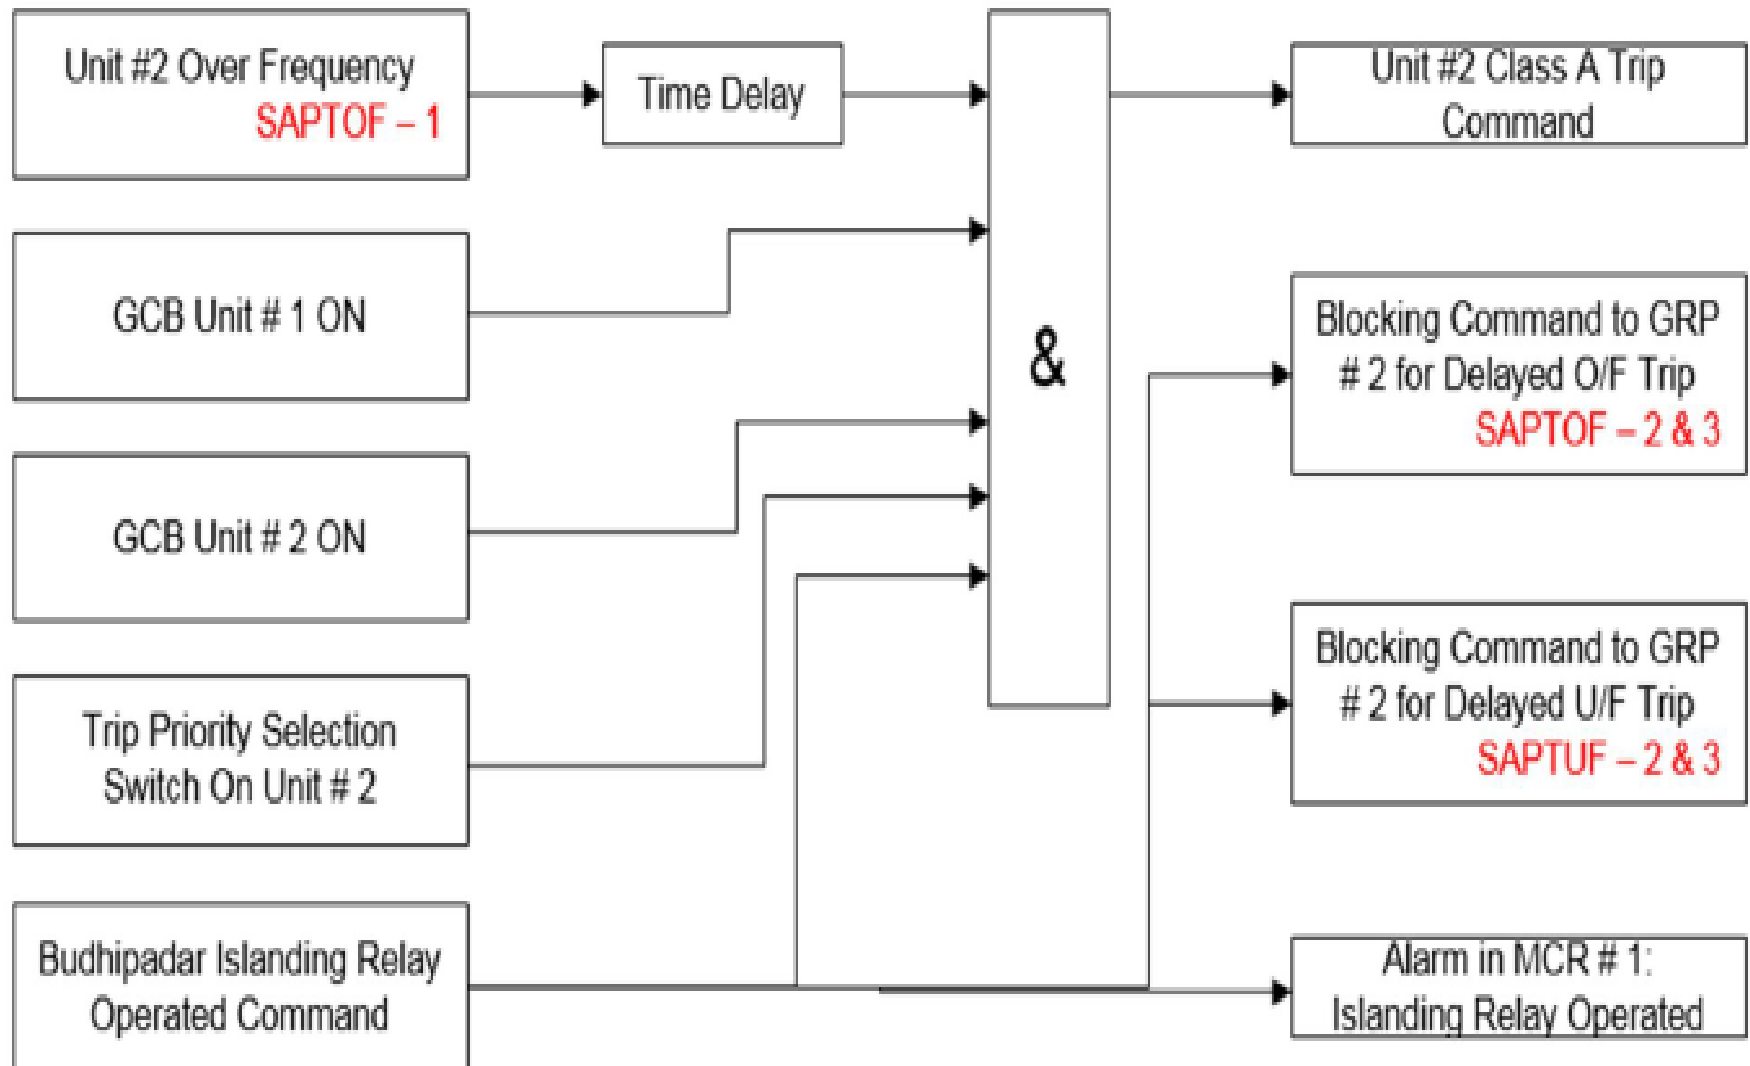 Unit #2 Over Frequency
SAPTOF – 1
Time Delay
Unit #2 Class A Trip
Command
GCB Unit # 1 ON
&
Blocking Command to GRP
# 2 for Delayed O/F Trip
SAPTOF – 2 & 3
GCB Unit # 2 ON
Blocking Command to GRP
# 2 for Delayed U/F Trip
SAPTUF – 2 & 3
Trip Priority Selection
Switch On Unit # 2
Budhipadar Islanding Relay
Operated Command
Alarm in MCR # 1:
Islanding Relay Operated